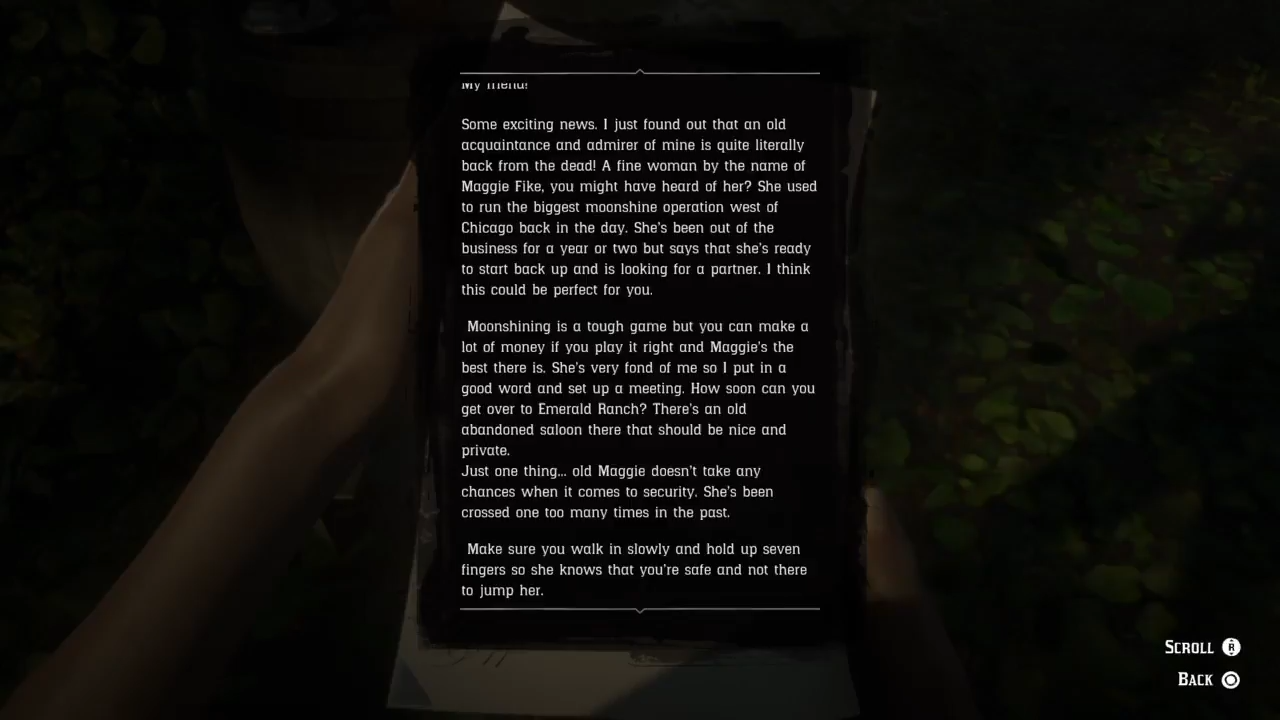 My friend!
Some exciting news. I just found out that an old
acquaintance and admirer of mine is quite literally
back from the dead! A fine woman by the name of
Maggie Fike, you might have heard of her? She used
to run the biggest moonshine operation west of
Chicago back in the day. She's been out of the
business for a year or two but says that she's ready
to start back up and is looking for a partner. I think
this could be perfect for you.
Moonshining is a tough game but you can make a
lot of money if you play it right and Maggie's the
best there is. She's very fond of me so I put in a
good word and set up a meeting. How soon can you
get over to Emerald Ranch? There's an old
abandoned saloon there that should be nice and
private.
Just one thing... old Maggie doesn't take any
chances when it comes to security. She's been
crossed one too many times in the past.
Make sure you walk in slowly and hold up seven
fingers so she knows that you're safe and not there
to jump her.
Scroll R
Back